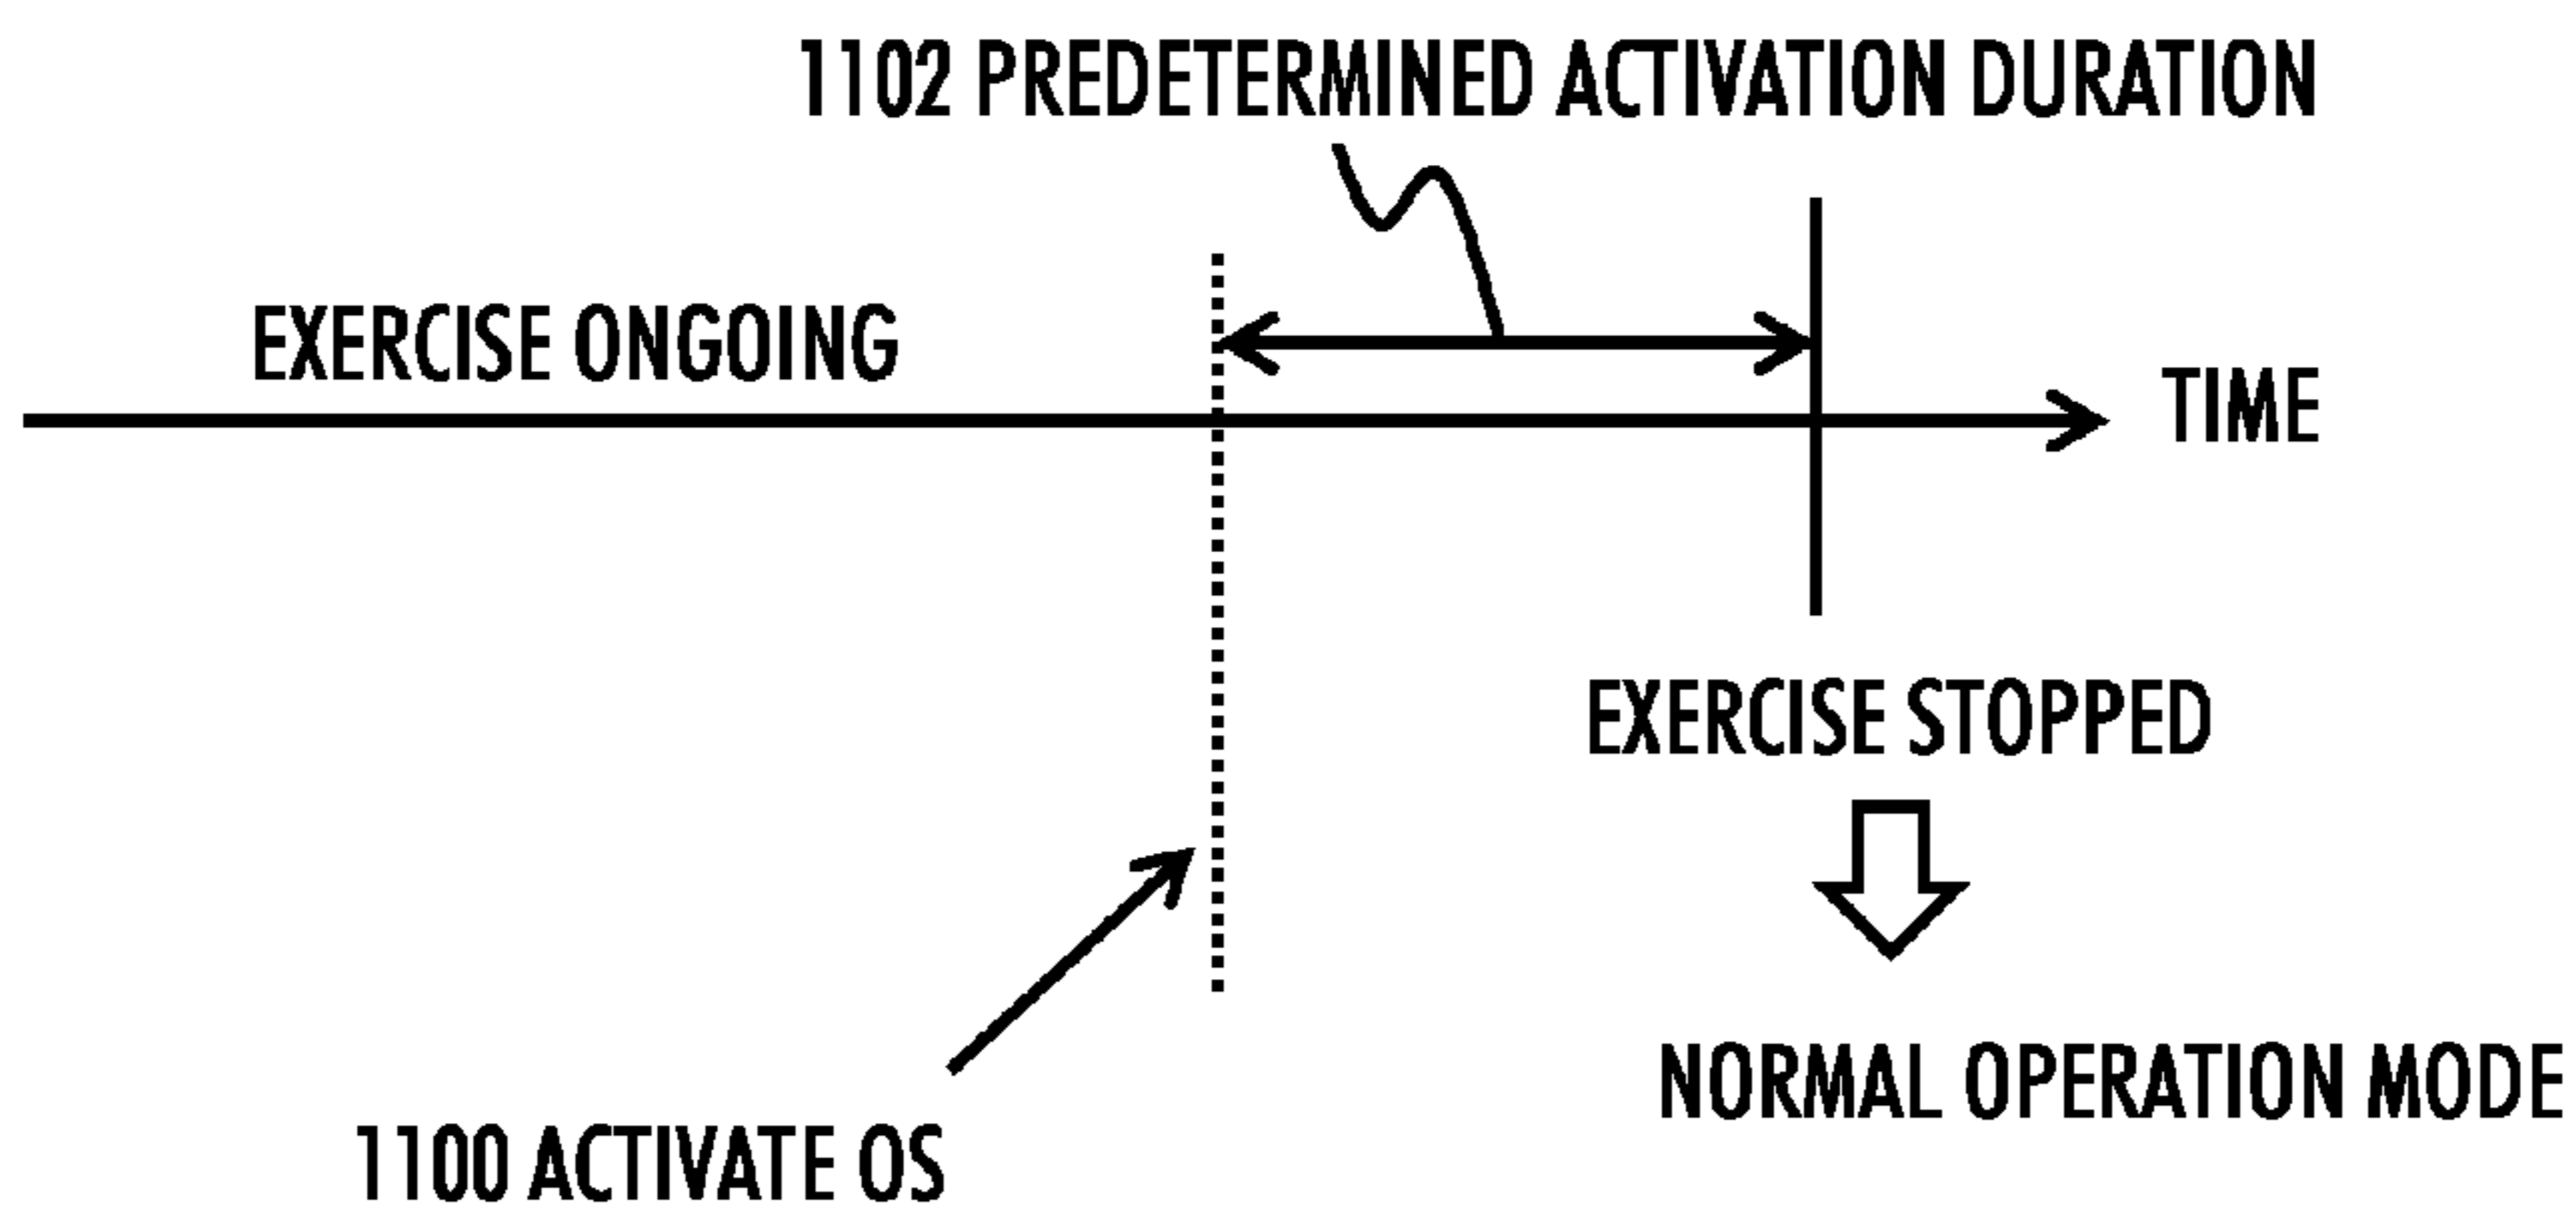 1102 PREDETERMINED ACTIVATION DURATION
EXERCISE ONGOING
TIME
EXERCISE STOPPED
NORMAL OPERATION MODE
1100 ACTIVATE OS